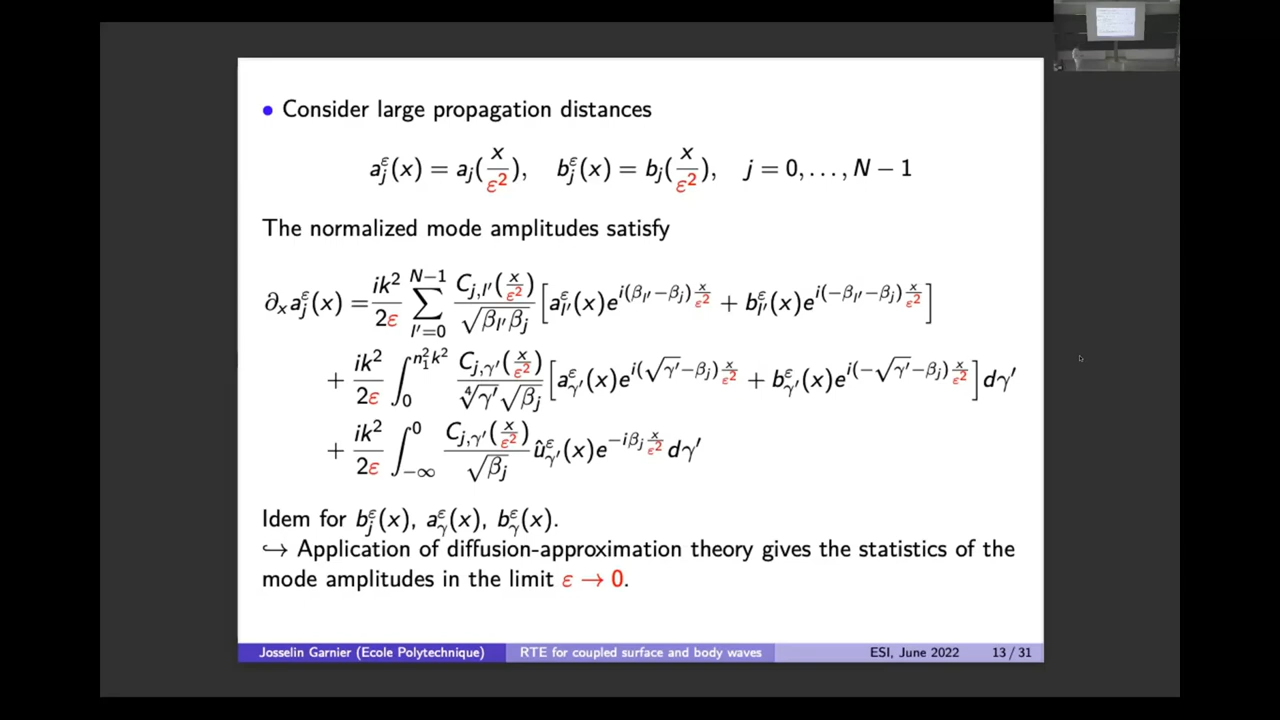 • Consider large propagation distances
a_j^ε(x) = a_j(x/ε²), b_j^ε(x) = b_j(x/ε²), j = 0, . . . , N − 1
The normalized mode amplitudes satisfy
∂_x a_j^ε(x) = ik²/2ε ∑_{l′=0}^{N−1} C_{j,l′}(x/ε²)/√(β_{l′}β_j) [a_{l′}^ε(x)e^{i(β_{l′}−β_j)x/ε²} + b_{l′}^ε(x)e^{i(−β_{l′}−β_j)x/ε²}]
+ ik²/2ε ∫_0^{n_1²k²} C_{j,γ′}(x/ε²)/(∜γ′√β_j) [a_{γ′}^ε(x)e^{i(√γ′−β_j)x/ε²} + b_{γ′}^ε(x)e^{i(−√γ′−β_j)x/ε²}]dγ′
+ ik²/2ε ∫_{−∞}^0 C_{j,γ′}(x/ε²)/√β_j û_{γ′}^ε(x)e^{−iβ_j x/ε²}dγ′
Idem for b_j^ε(x), a_γ^ε(x), b_γ^ε(x).
↪ Application of diffusion-approximation theory gives the statistics of the
mode amplitudes in the limit ε → 0.
Josselin Garnier (Ecole Polytechnique) RTE for coupled surface and body waves ESI, June 2022 13 / 31